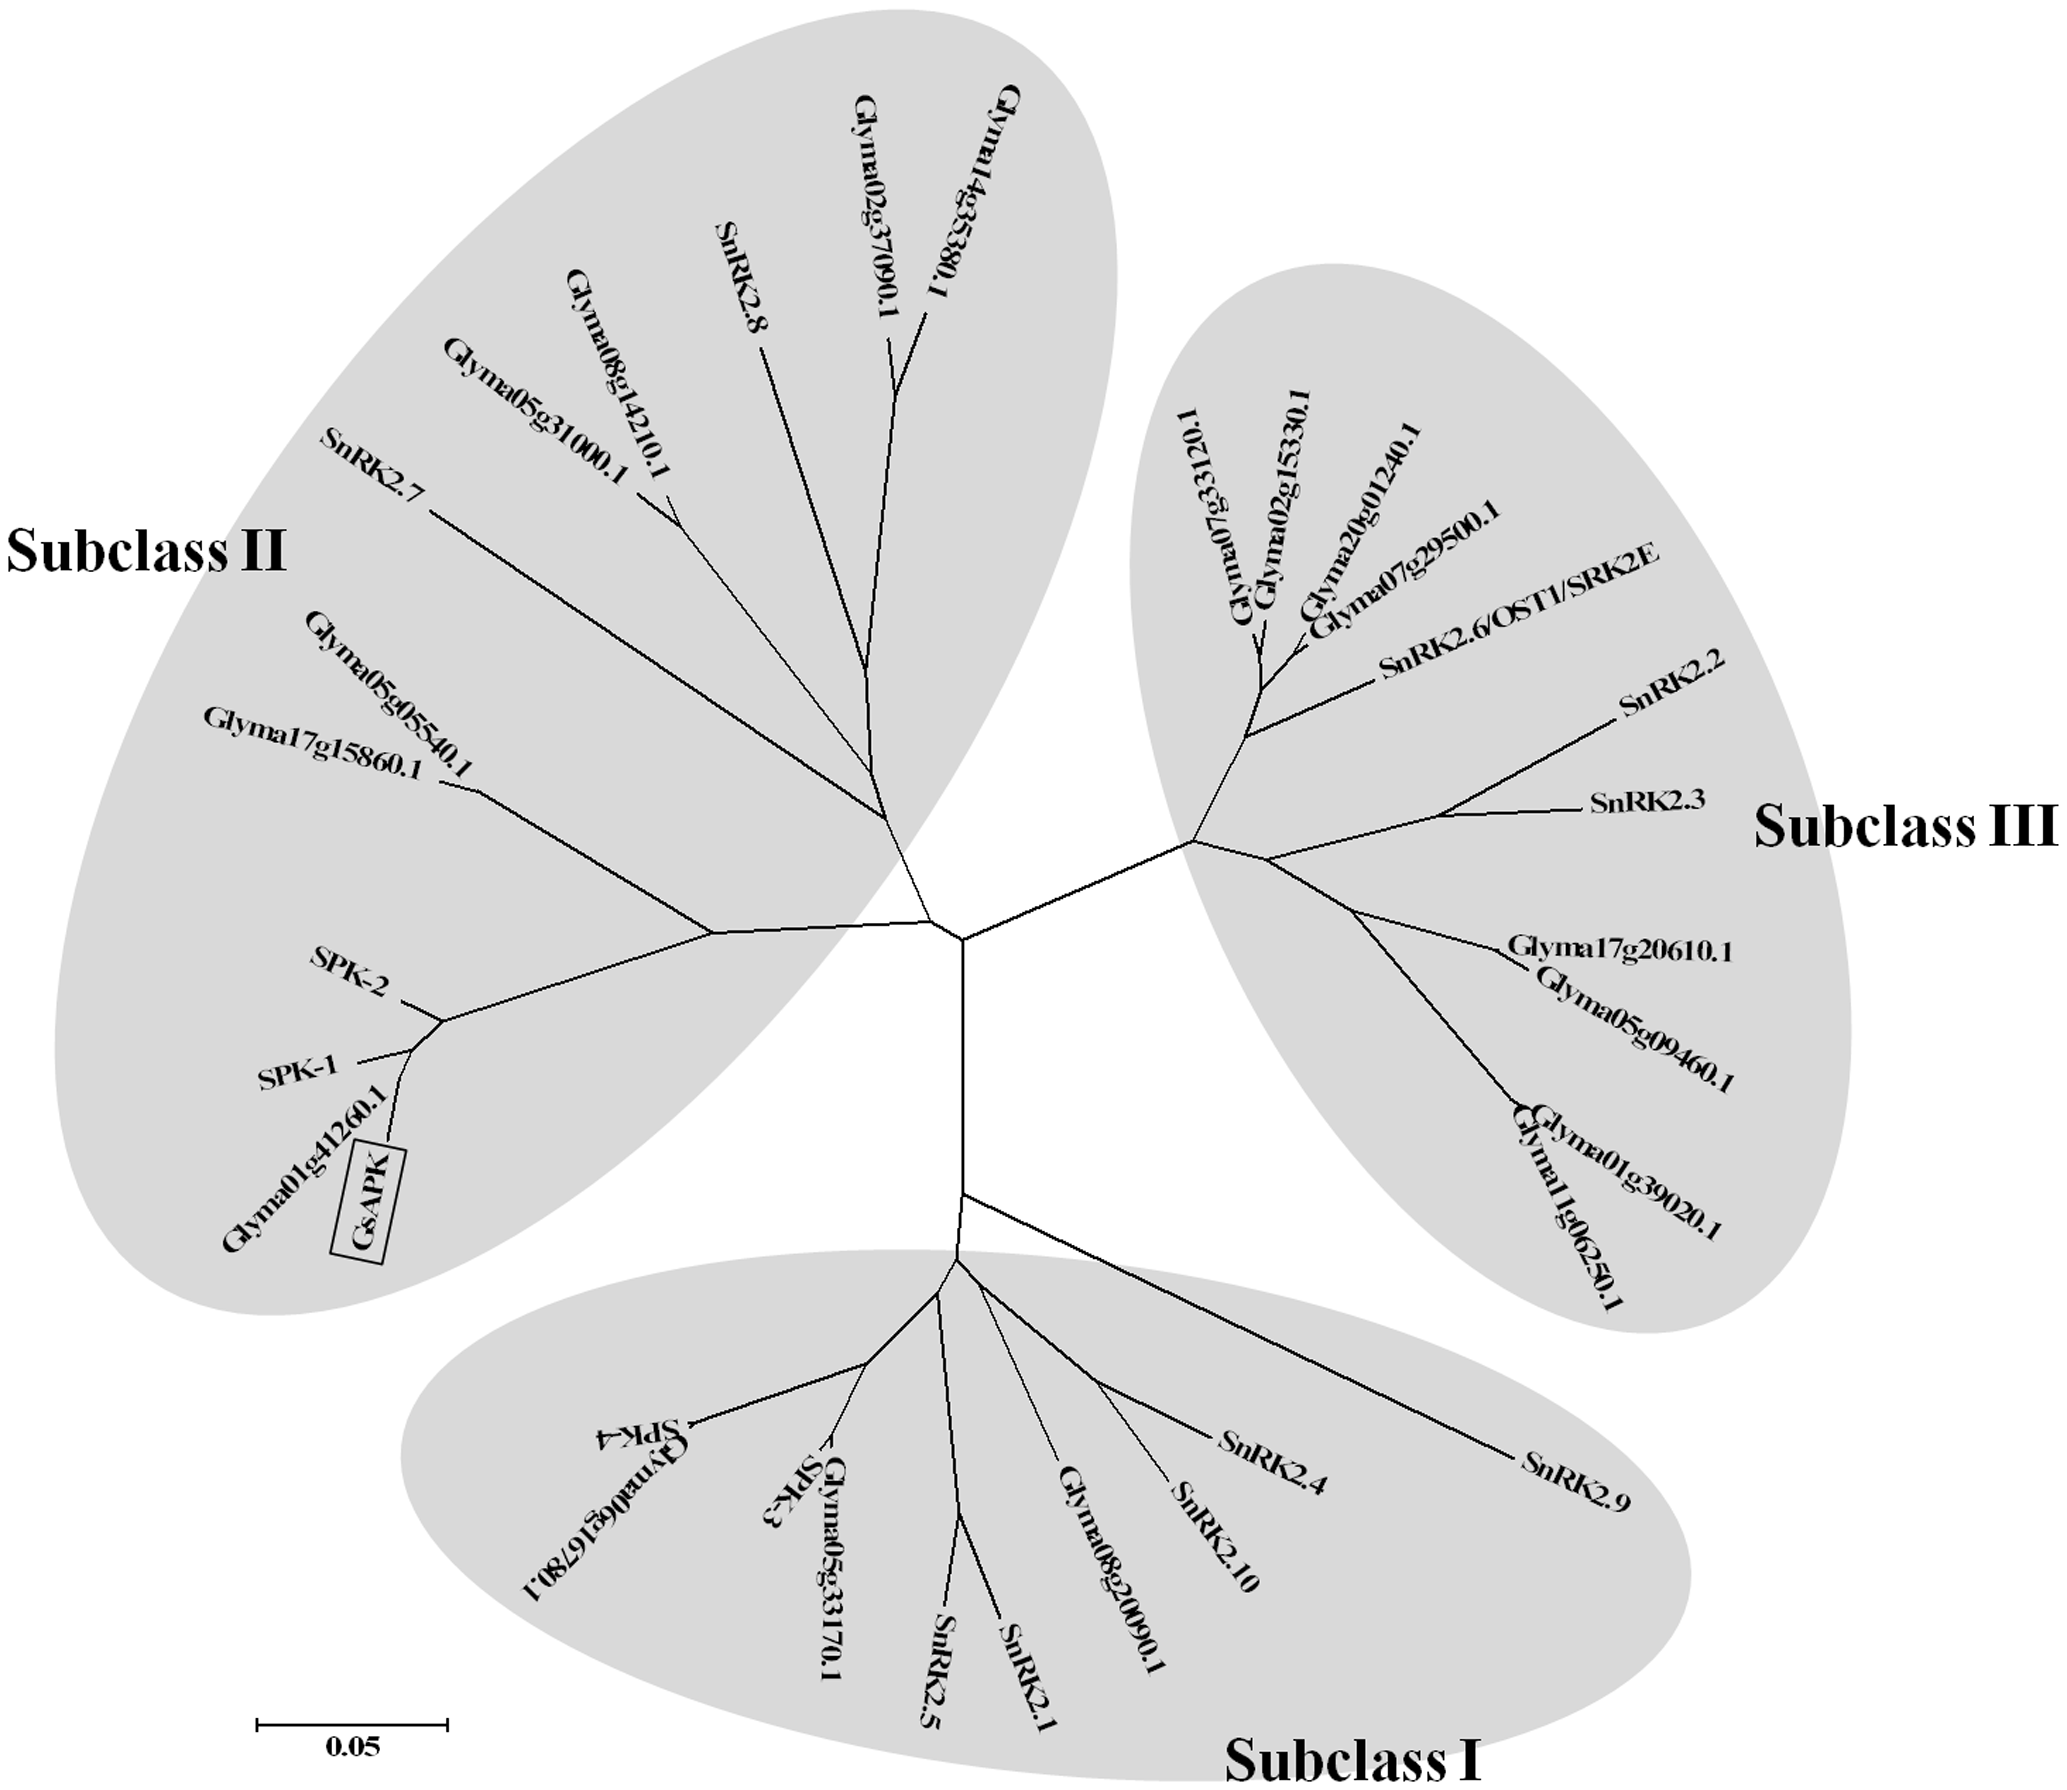 Glyma14g35380.1
Glyma02g37090.1
SnRK2.8
Glyma08g14210.1
Glyma05g31000.1
SnRK2.7
Subclass II
Glyma05g05540.1
Glyma17g15860.1
SPK-2
SPK-1
Glyma01g41260.1
GsAPK
Glyma07g33120.1
Glyma02g15330.1
Glyma20g01240.1
Glyma07g29500.1
SnRK2.6/OST1/SRK2E
SnRK2.2
SnRK2.3
Subclass III
Glyma17g20610.1
Glyma05g09460.1
Glyma01g39020.1
Glyma11g06250.1
SPK-4
Glyma06g16780.1
SPK-3
Glyma05g33170.1
SnRK2.5
SnRK2.1
Glyma08g20090.1
SnRK2.10
SnRK2.4
SnRK2.9
Subclass I
0.05